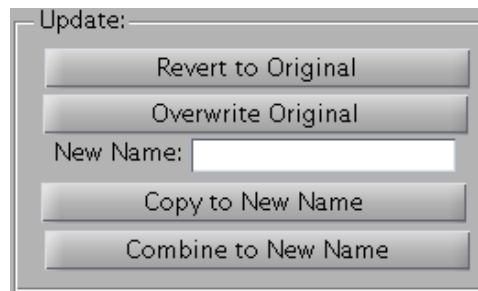 Update:
Revert to Original
Overwrite Original
New Name:
Copy to New Name
Combine to New Name